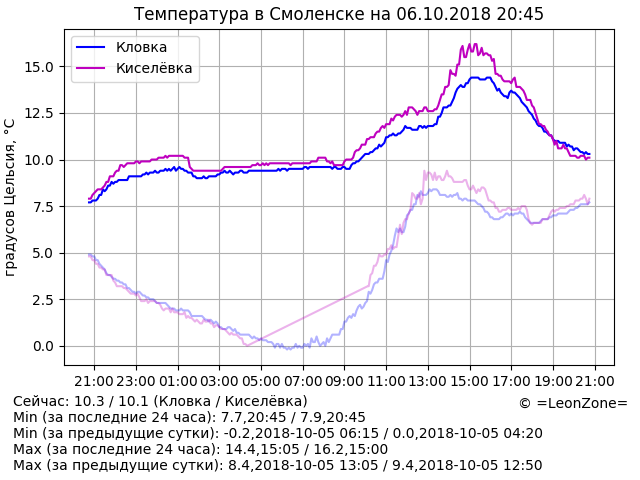 Температура в Смоленске на 06.10.2018 20:45
Кловка
Киселёвка
градусов Цельсия, °C
15.0
12.5
10.0
7.5
5.0
2.5
0.0
21:00 23:00 01:00 03:00 05:00 07:00 09:00 11:00 13:00 15:00 17:00 19:00 21:00
Сейчас: 10.3 / 10.1 (Кловка / Киселёвка)
© =LeonZone=
Min (за последние 24 часа): 7.7,20:45 / 7.9,20:45
Min (за предыдущие сутки): -0.2,2018-10-05 06:15 / 0.0,2018-10-05 04:20
Max (за последние 24 часа): 14.4,15:05 / 16.2,15:00
Max (за предыдущие сутки): 8.4,2018-10-05 13:05 / 9.4,2018-10-05 12:50